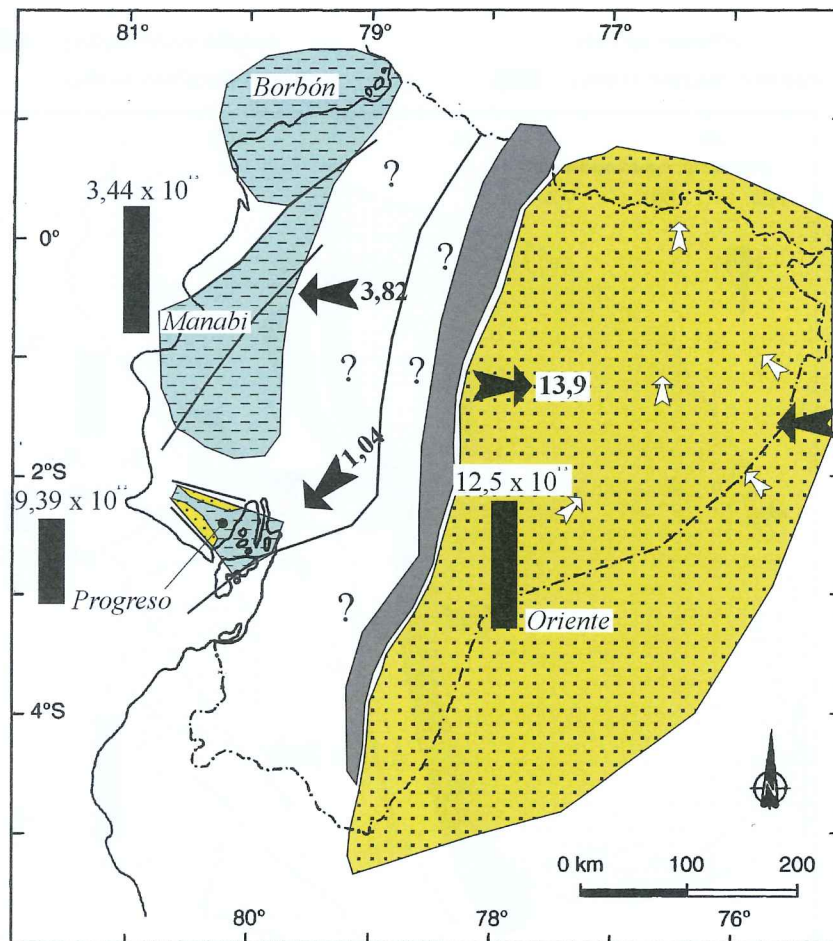 81° 79° 77°
Borbón
?
3,44 x 10
0°
?
3,82
Manabi
? ?
13,9
1,04
2°S
12,5 x 10
9,39 x 10
Progreso
?
Oriente
4°S
N
0 km 100 200
80° 78° 76°